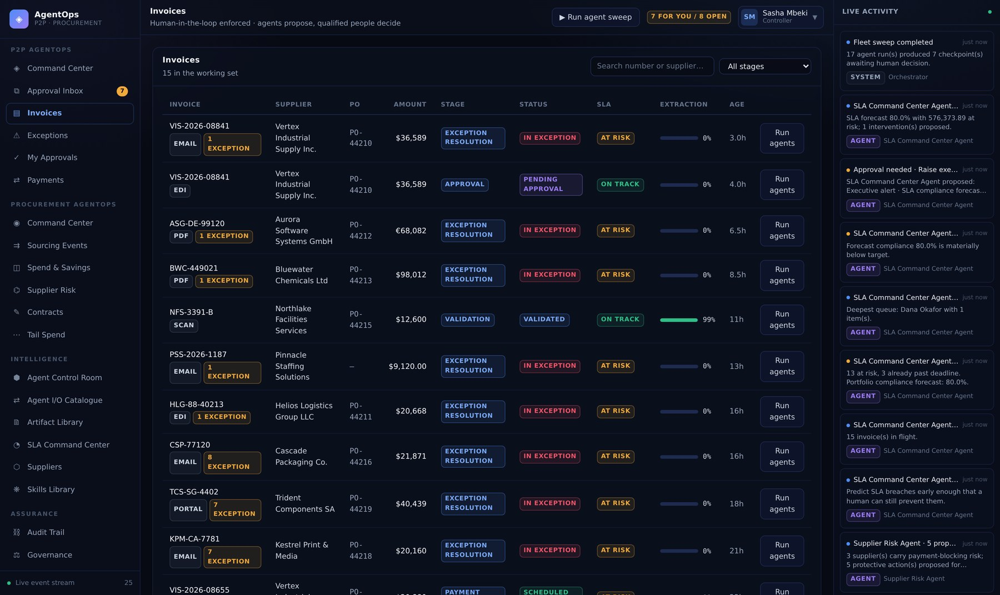 AgentOps
P2P · PROCUREMENT
P2P AGENTOPS
Command Center
Approval Inbox 7
Invoices
Exceptions
My Approvals
Payments
PROCUREMENT AGENTOPS
Command Center
Sourcing Events
Spend & Savings
Supplier Risk
Contracts
Tail Spend
INTELLIGENCE
Agent Control Room
Agent I/O Catalogue
Artifact Library
SLA Command Center
Suppliers
Skills Library
ASSURANCE
Audit Trail
Governance
Live event stream 25
Invoices
Human-in-the-loop enforced · agents propose, qualified people decide
▶ Run agent sweep
7 FOR YOU / 8 OPEN
SM
Sasha Mbeki
Controller
Invoices
15 in the working set
Search number or supplier...
All stages
INVOICE SUPPLIER PO AMOUNT STAGE STATUS SLA EXTRACTION AGE
VIS-2026-08841
EMAIL
1
EXCEPTION
Vertex
Industrial
Supply Inc.
PO-
44210
$36,589
EXCEPTION
RESOLUTION
IN EXCEPTION
AT RISK
0%
3.0h
Run
agents
VIS-2026-08841
EDI
Vertex
Industrial
Supply Inc.
PO-
44210
$36,589
APPROVAL
PENDING
APPROVAL
ON TRACK
0%
4.0h
Run
agents
ASG-DE-99120
PDF
1 EXCEPTION
Aurora
Software
Systems GmbH
PO-
44212
€68,082
EXCEPTION
RESOLUTION
IN EXCEPTION
AT RISK
0%
6.5h
Run
agents
BWC-449021
PDF
1 EXCEPTION
Bluewater
Chemicals Ltd
PO-
44213
$98,012
EXCEPTION
RESOLUTION
IN EXCEPTION
AT RISK
0%
8.5h
Run
agents
NFS-3391-B
SCAN
Northlake
Facilities
Services
PO-
44215
$12,600
VALIDATION
VALIDATED
ON TRACK
99%
11h
Run
agents
PSS-2026-1187
EMAIL
1
EXCEPTION
Pinnacle
Staffing
Solutions
—
$9,120.00
EXCEPTION
RESOLUTION
IN EXCEPTION
AT RISK
0%
13h
Run
agents
HLG-88-40213
EDI
1 EXCEPTION
Helios Logistics
Group LLC
PO-
44211
$20,668
EXCEPTION
RESOLUTION
IN EXCEPTION
AT RISK
0%
16h
Run
agents
CSP-77120
EMAIL
8
EXCEPTION
Cascade
Packaging Co.
PO-
44216
$21,871
EXCEPTION
RESOLUTION
IN EXCEPTION
AT RISK
0%
16h
Run
agents
TCS-SG-4402
PORTAL
7
EXCEPTION
Trident
Components SA
PO-
44219
$40,439
EXCEPTION
RESOLUTION
IN EXCEPTION
AT RISK
0%
18h
Run
agents
KPM-CA-7781
EMAIL
7
EXCEPTION
Kestrel Print &
Media
PO-
44218
$20,160
EXCEPTION
RESOLUTION
IN EXCEPTION
AT RISK
0%
21h
Run
agents
VIS-2026-08655
Vertex
PO-
PAYMENT
SCHEDULED
Run
LIVE ACTIVITY
Fleet sweep completed just now
17 agent run(s) produced 7 checkpoint(s)
awaiting human decision.
SYSTEM Orchestrator
SLA Command Center Agent... just now
SLA forecast 80.0% with 576,373.89 at
risk; 1 intervention(s) proposed.
AGENT SLA Command Center Agent
Approval needed · Raise exe... just now
SLA Command Center Agent proposed:
Executive alert · SLA compliance forecas...
AGENT SLA Command Center Agent
SLA Command Center Agent... just now
Forecast compliance 80.0% is materially
below target.
AGENT SLA Command Center Agent
SLA Command Center Agent... just now
Deepest queue: Dana Okafor with 1
item(s).
AGENT SLA Command Center Agent
SLA Command Center Agent... just now
13 at risk, 3 already past deadline.
Portfolio compliance forecast: 80.0%.
AGENT SLA Command Center Agent
SLA Command Center Agent... just now
15 invoice(s) in flight.
AGENT SLA Command Center Agent
SLA Command Center Agent... just now
Predict SLA breaches early enough that a
human can still prevent them.
AGENT SLA Command Center Agent
Supplier Risk Agent · 5 prop... just now
3 supplier(s) carry payment-blocking risk;
5 protective action(s) proposed for...
AGENT Supplier Risk Agent